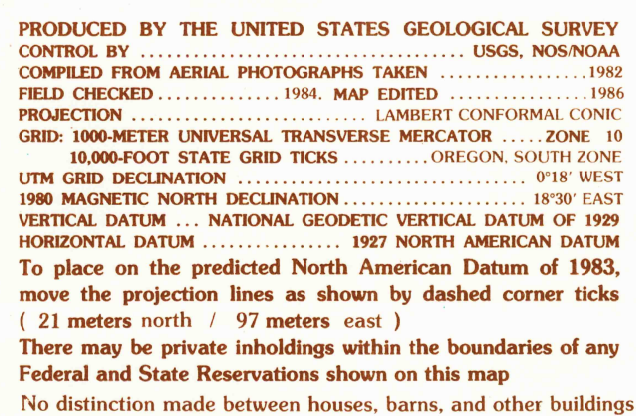 PRODUCED BY THE UNITED STATES GEOLOGICAL SURVEY
CONTROL BY .................................... USGS, NOS/NOAA
COMPILED FROM AERIAL PHOTOGRAPHS TAKEN ................1982
FIELD CHECKED.............. 1984. MAP EDITED ................1986
PROJECTION .......................... LAMBERT CONFORMAL CONIC
GRID: 1000-METER UNIVERSAL TRANSVERSE MERCATOR .....ZONE 10
10,000-FOOT STATE GRID TICKS ..........OREGON, SOUTH ZONE
UTM GRID DECLINATION .................................. 0°18′ WEST
1980 MAGNETIC NORTH DECLINATION..................... 18°30′ EAST
VERTICAL DATUM ... NATIONAL GEODETIC VERTICAL DATUM OF 1929
HORIZONTAL DATUM ............... 1927 NORTH AMERICAN DATUM
To place on the predicted North American Datum of 1983,
move the projection lines as shown by dashed corner ticks
( 21 meters north / 97 meters east )
There may be private inholdings within the boundaries of any
Federal and State Reservations shown on this map
No distinction made between houses, barns, and other buildings